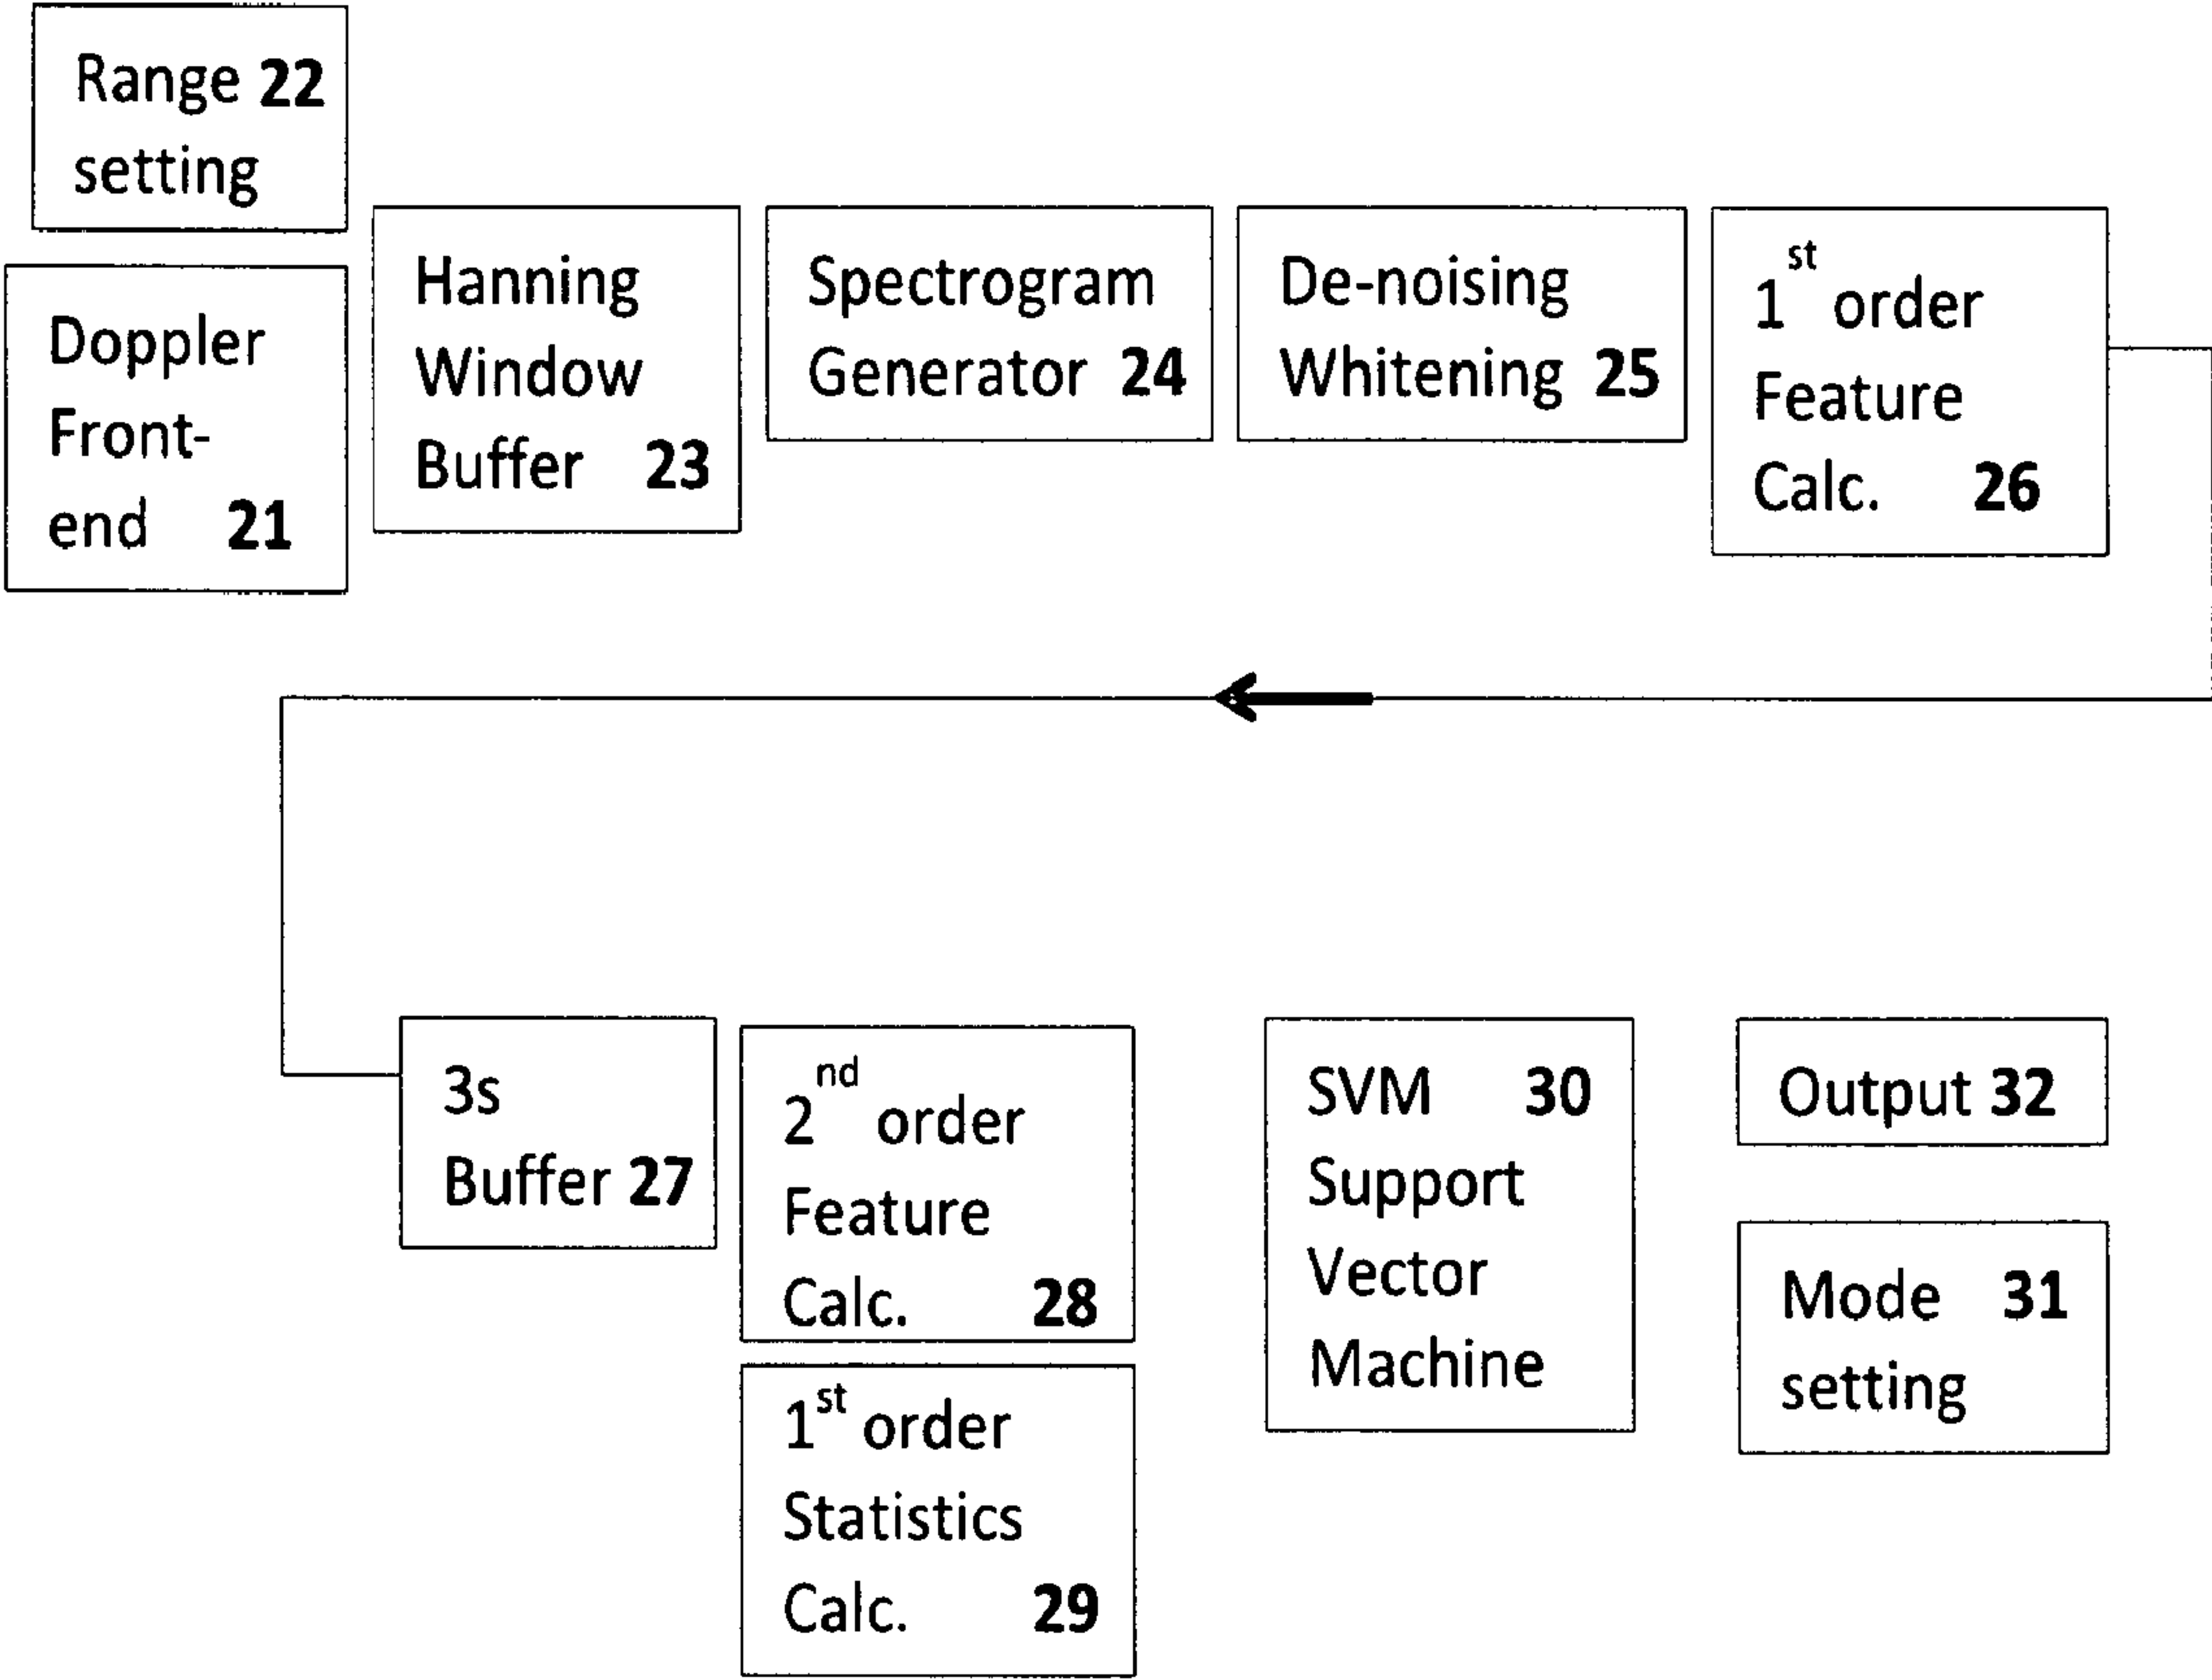 Range 22
setting
Doppler
Front-
end 21
Hanning
Window
Buffer 23
Spectrogram
Generator 24
De-noising
Whitening 25
1st order
Feature
Calc. 26
3s
Buffer 27
2nd order
Feature
Calc. 28
1st order
Statistics
Calc. 29
SVM 30
Support
Vector
Machine
Output 32
Mode 31
setting